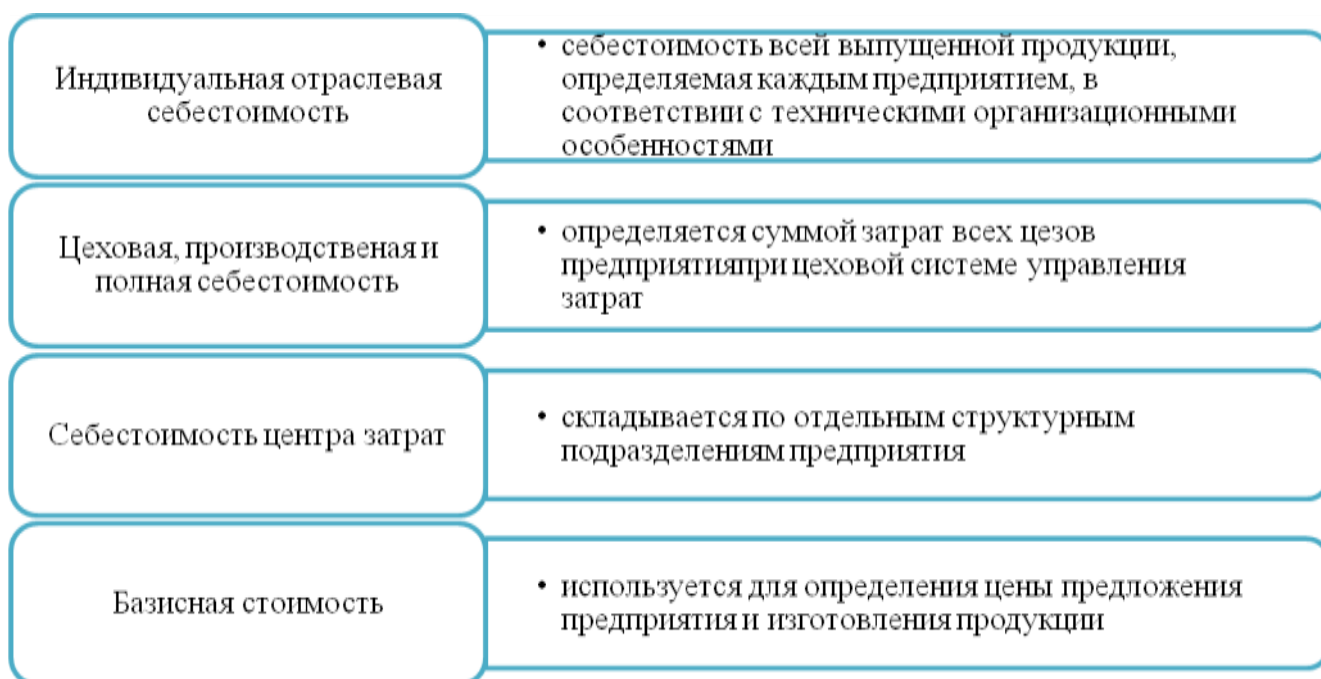 Индивидуальная отраслевая
себестоимость
• себестоимость всей выпущенной продукции,
определяемая каждым предприятием, в
соответствии с техническими организационными
особенностями
Цеховая, производственая и
полная себестоимость
• определяется суммой затрат всех цезов
предприятияпри цеховой системе управления
затрат
Себестоимость центра затрат
• складывается по отдельным структурным
подразделениям предприятия
Базисная стоимость
• используется для определения цены предложения
предприятия и изготовления продукции